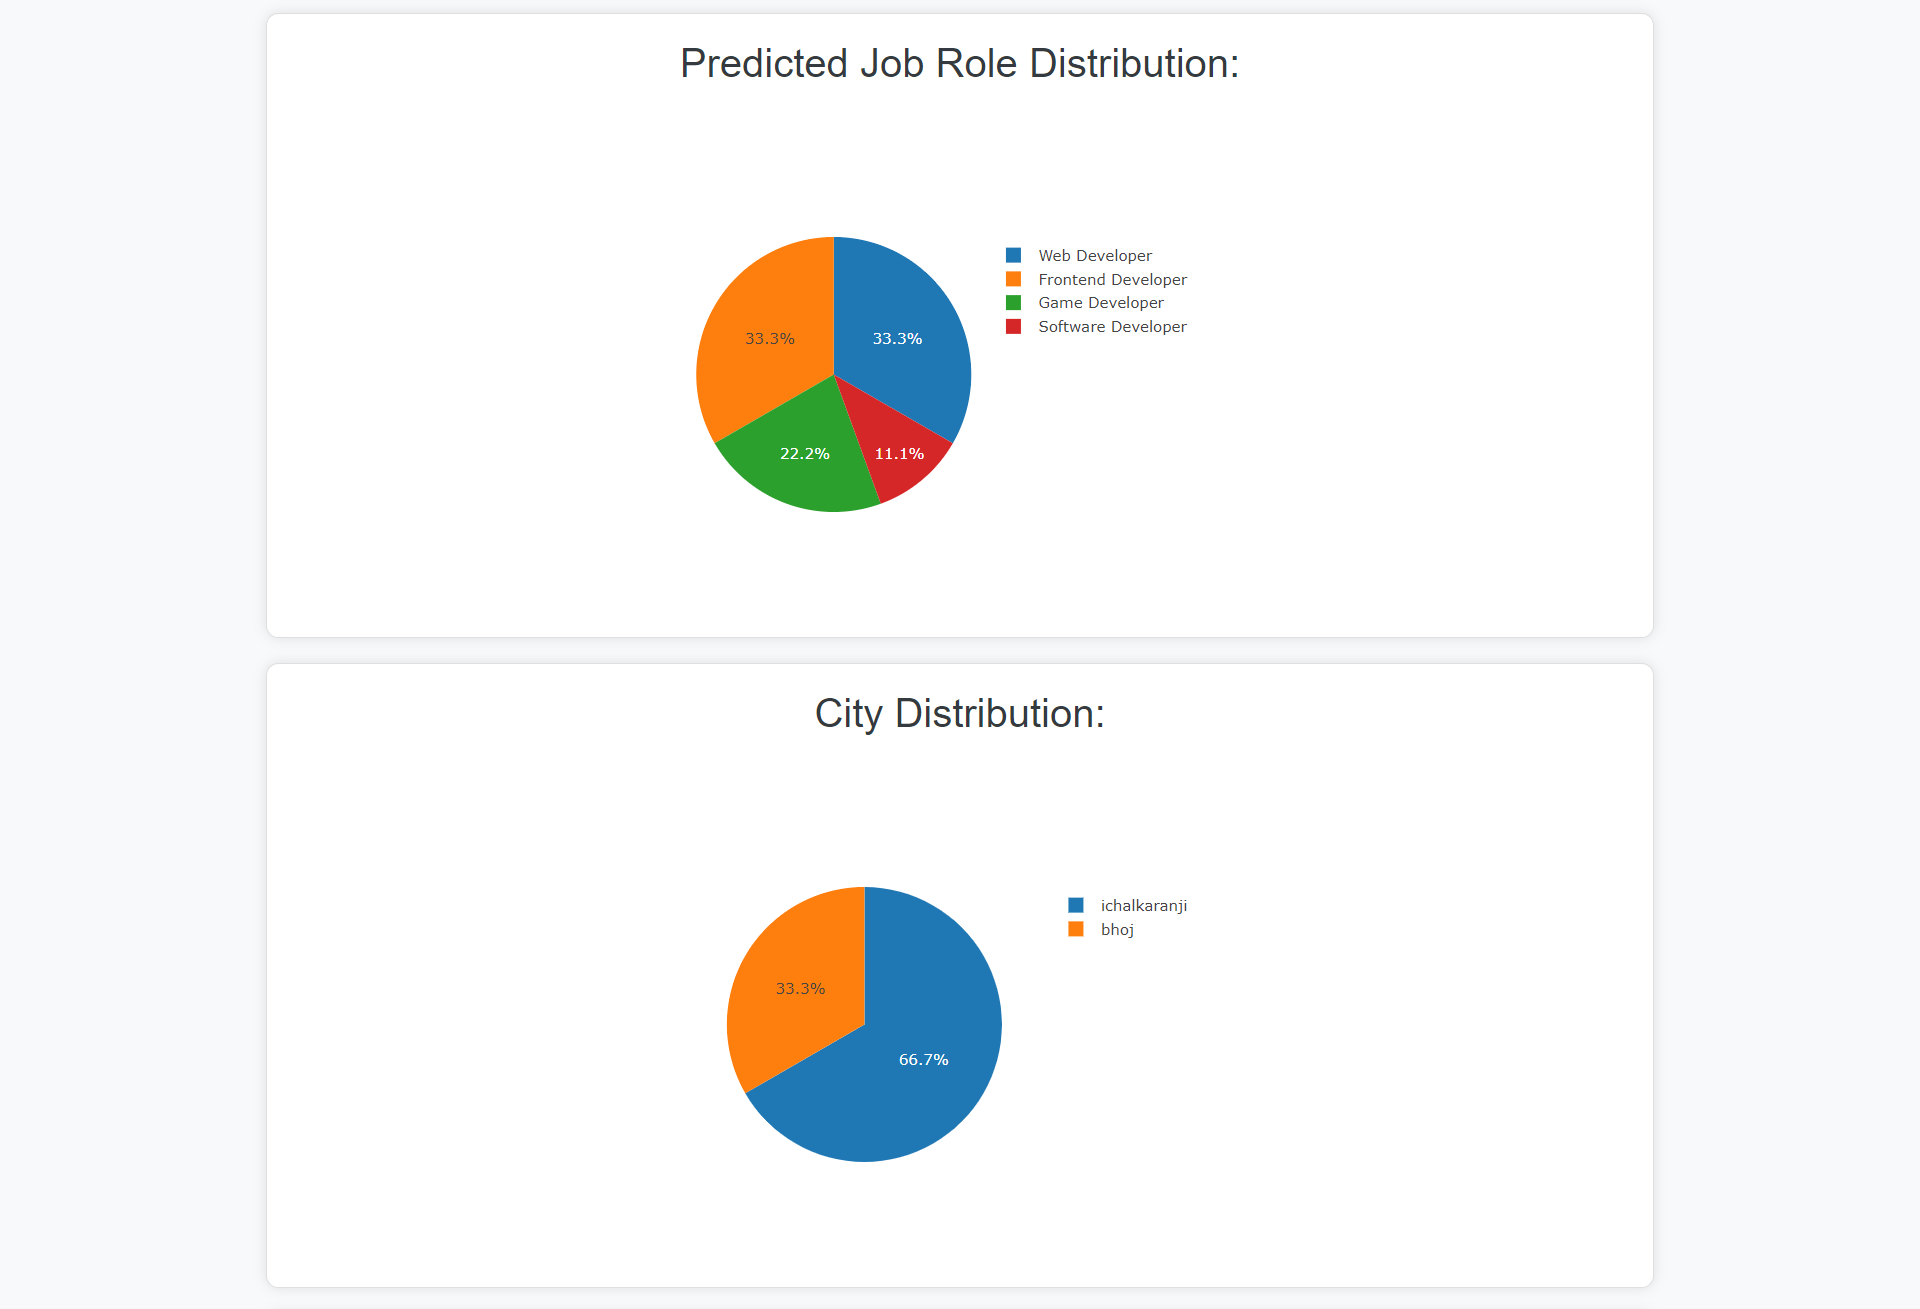 Predicted Job Role Distribution:
Web Developer
Frontend Developer
Game Developer
Software Developer
33.3%
33.3%
22.2%
11.1%
City Distribution:
ichalkaranji
bhoj
33.3%
66.7%